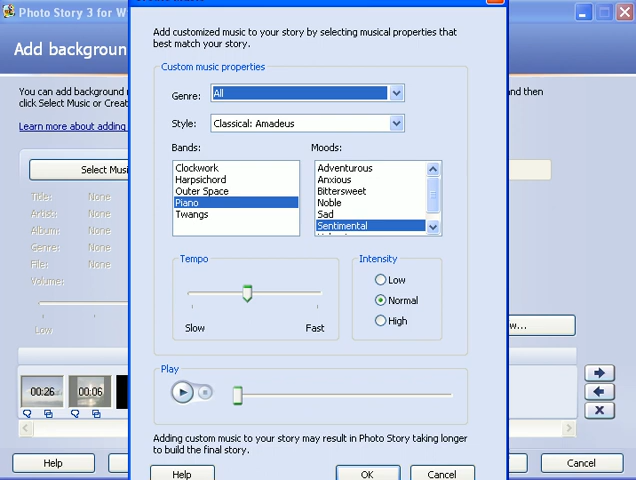 Photo Story 3 for W
Add backgroun
You can add background m
and then
click Select Music or Creat
Learn more about adding
Select Musi
Title: None
Artist: None
Album: None
Genre: None
File: None
Volume:
Low
w...
00:26
00:06
Help
Cancel
Add customized music to your story by selecting musical properties that
best match your story.
Custom music properties
Genre: All
Style: Classical: Amadeus
Bands:
Clockwork
Harpsichord
Outer Space
Piano
Twangs
Moods:
Adventurous
Anxious
Bittersweet
Noble
Sad
Sentimental
Tempo
Slow Fast
Intensity
Low
Normal
High
Play
Adding custom music to your story may result in Photo Story taking longer
to build the final story.
Help OK Cancel